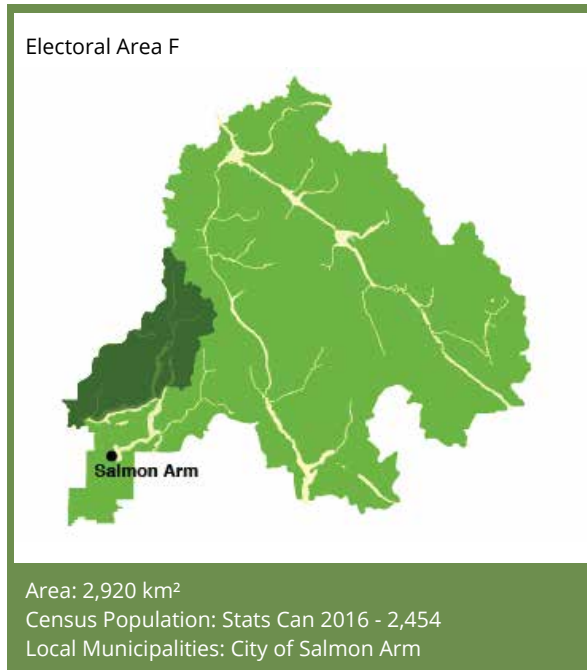 Electoral Area F
Salmon Arm
Area: 2,920 km²
Census Population: Stats Can 2016 - 2,454
Local Municipalities: City of Salmon Arm